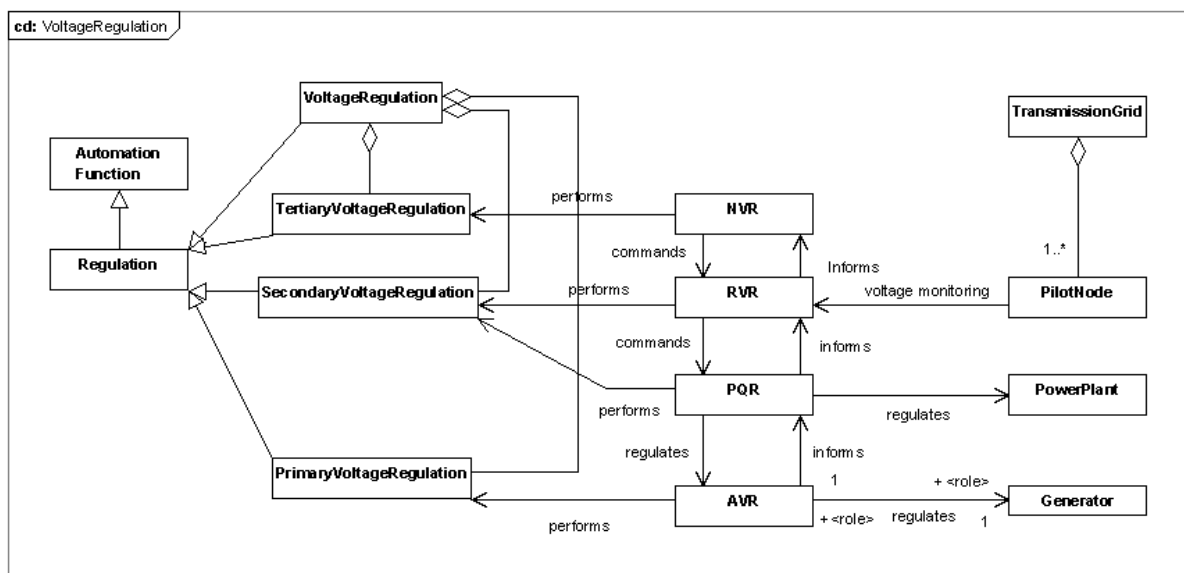 cd: VoltageRegulation
VoltageRegulation
TransmissionGrid
Automation
Function
TertiaryVoltageRegulation
performs
NVR
Regulation
commands
Informs
1..*
SecondaryVoltageRegulation
performs
RVR
voltage monitoring
PilotNode
commands
informs
PQR
PowerPlant
performs
regulates
regulates
informs
PrimaryVoltageRegulation
1
+ <role>
AVR
Generator
performs
+ <role>
regulates
1